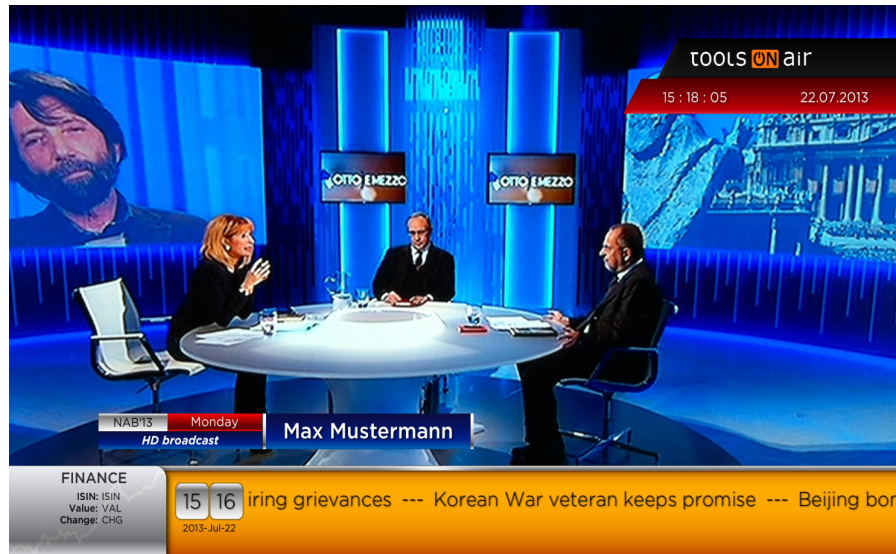 tools ON air
15 : 18 : 05 22.07.2013
OTTO E MEZZO
OTTO E MEZZO
NAB'13 Monday
HD broadcast
Max Mustermann
FINANCE
ISIN: ISIN
Value: VAL
Change: CHG
15 16
2013-Jul-22
iring grievances --- Korean War veteran keeps promise --- Beijing bor